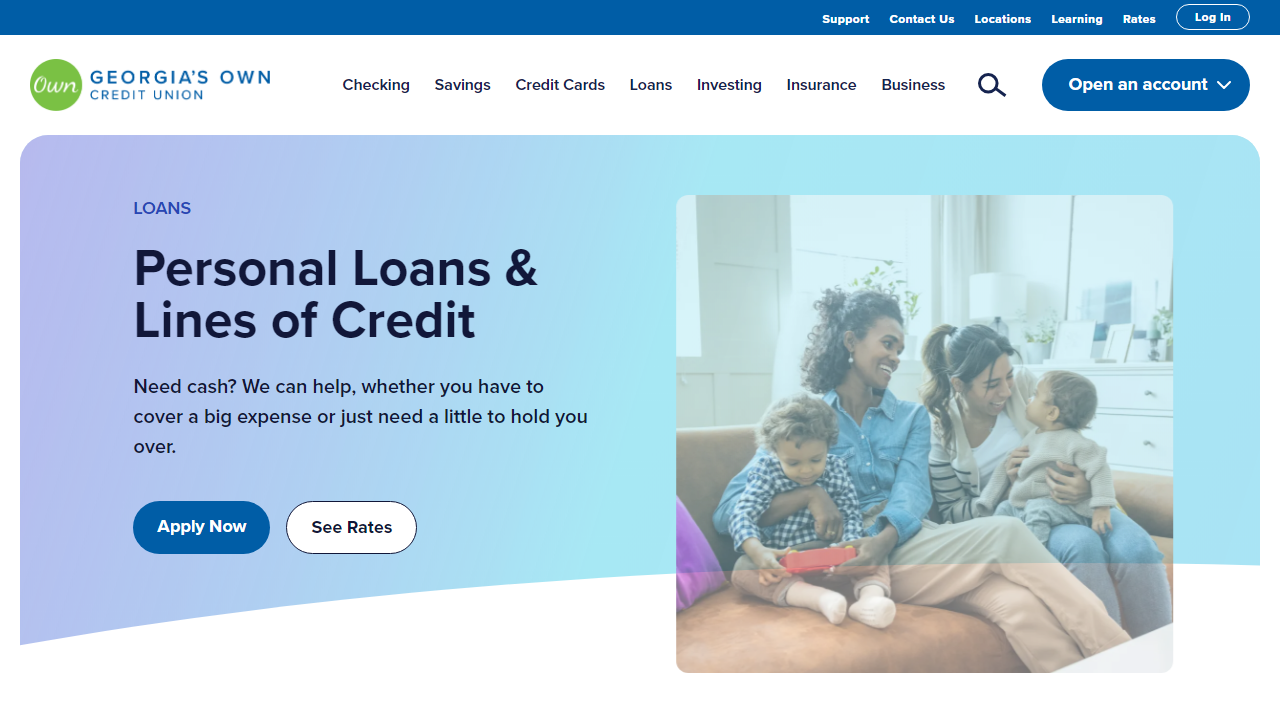 Support Contact Us Locations Learning Rates Log In
Own GEORGIA'S OWN
CREDIT UNION
Checking Savings Credit Cards Loans Investing Insurance Business Open an account
LOANS
Personal Loans &
Lines of Credit
Need cash? We can help, whether you have to
cover a big expense or just need a little to hold you
over.
Apply Now See Rates